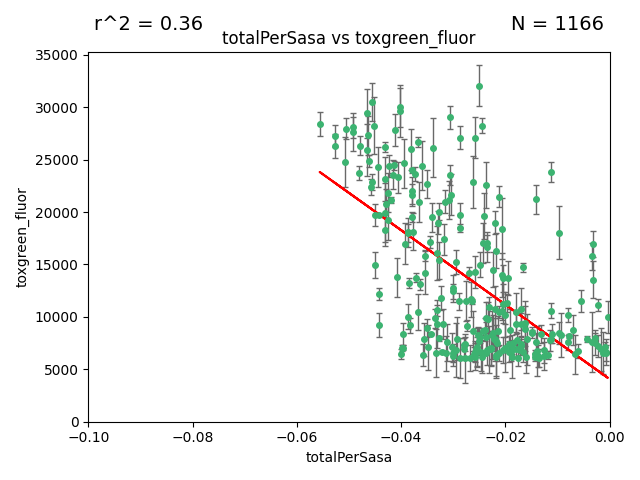 r^2 = 0.36
N = 1166
totalPerSasa vs toxgreen_fluor
35000
30000
25000
20000
15000
10000
5000
0
toxgreen_fluor
−0.10
−0.08
−0.06
−0.04
−0.02
0.00
totalPerSasa